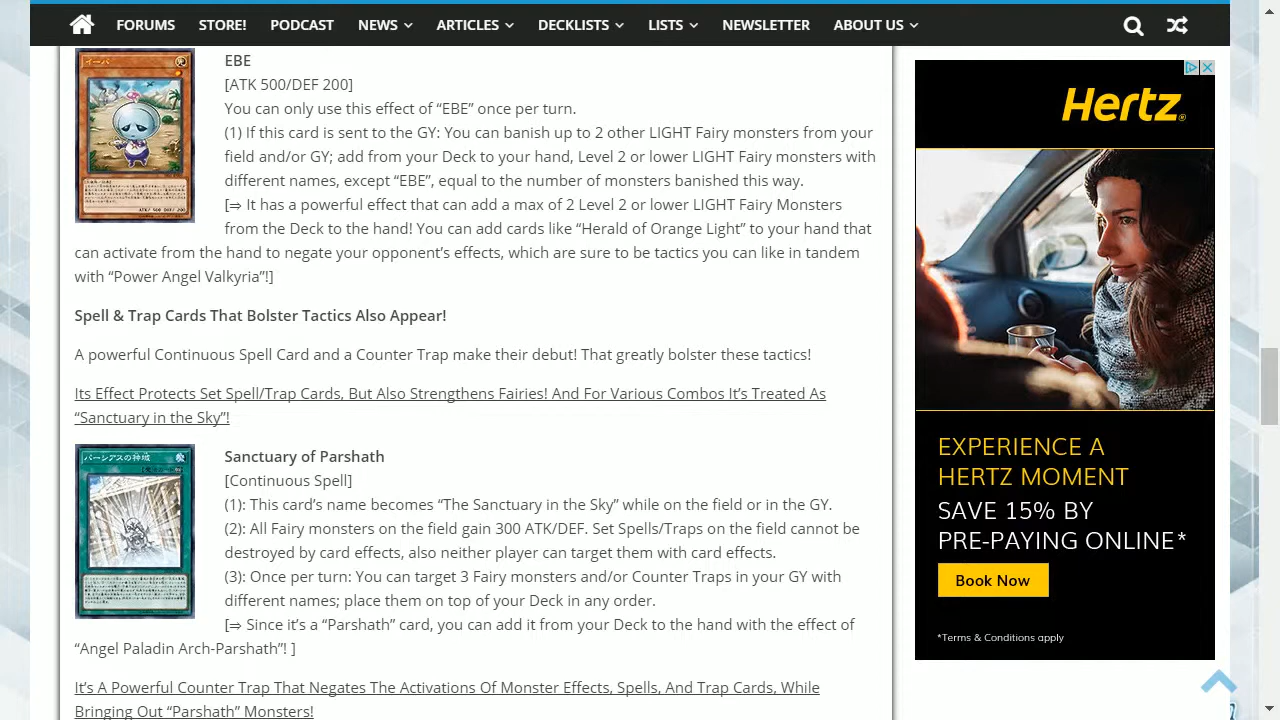 FORUMS STORE! PODCAST NEWS ARTICLES DECKLISTS LISTS NEWSLETTER ABOUT US
イーバ
ATK/ 500 DEF/ 200
EBE
[ATK 500/DEF 200]
You can only use this effect of “EBE” once per turn.
(1) If this card is sent to the GY: You can banish up to 2 other LIGHT Fairy monsters from your
field and/or GY; add from your Deck to your hand, Level 2 or lower LIGHT Fairy monsters with
different names, except “EBE”, equal to the number of monsters banished this way.
[⇒ It has a powerful effect that can add a max of 2 Level 2 or lower LIGHT Fairy Monsters
from the Deck to the hand! You can add cards like “Herald of Orange Light” to your hand that
can activate from the hand to negate your opponent’s effects, which are sure to be tactics you can like in tandem
with “Power Angel Valkyria”!]
Spell & Trap Cards That Bolster Tactics Also Appear!
A powerful Continuous Spell Card and a Counter Trap make their debut! That greatly bolster these tactics!
Its Effect Protects Set Spell/Trap Cards, But Also Strengthens Fairies! And For Various Combos It’s Treated As
“Sanctuary in the Sky”!
パーシアスの神域
Sanctuary of Parshath
[Continuous Spell]
(1): This card’s name becomes “The Sanctuary in the Sky” while on the field or in the GY.
(2): All Fairy monsters on the field gain 300 ATK/DEF. Set Spells/Traps on the field cannot be
destroyed by card effects, also neither player can target them with card effects.
(3): Once per turn: You can target 3 Fairy monsters and/or Counter Traps in your GY with
different names; place them on top of your Deck in any order.
[⇒ Since it’s a “Parshath” card, you can add it from your Deck to the hand with the effect of
“Angel Paladin Arch-Parshath”! ]
It’s A Powerful Counter Trap That Negates The Activations Of Monster Effects, Spells, And Trap Cards, While
Bringing Out “Parshath” Monsters!
Hertz
EXPERIENCE A
HERTZ MOMENT
SAVE 15% BY
PRE-PAYING ONLINE*
Book Now
*Terms & Conditions apply